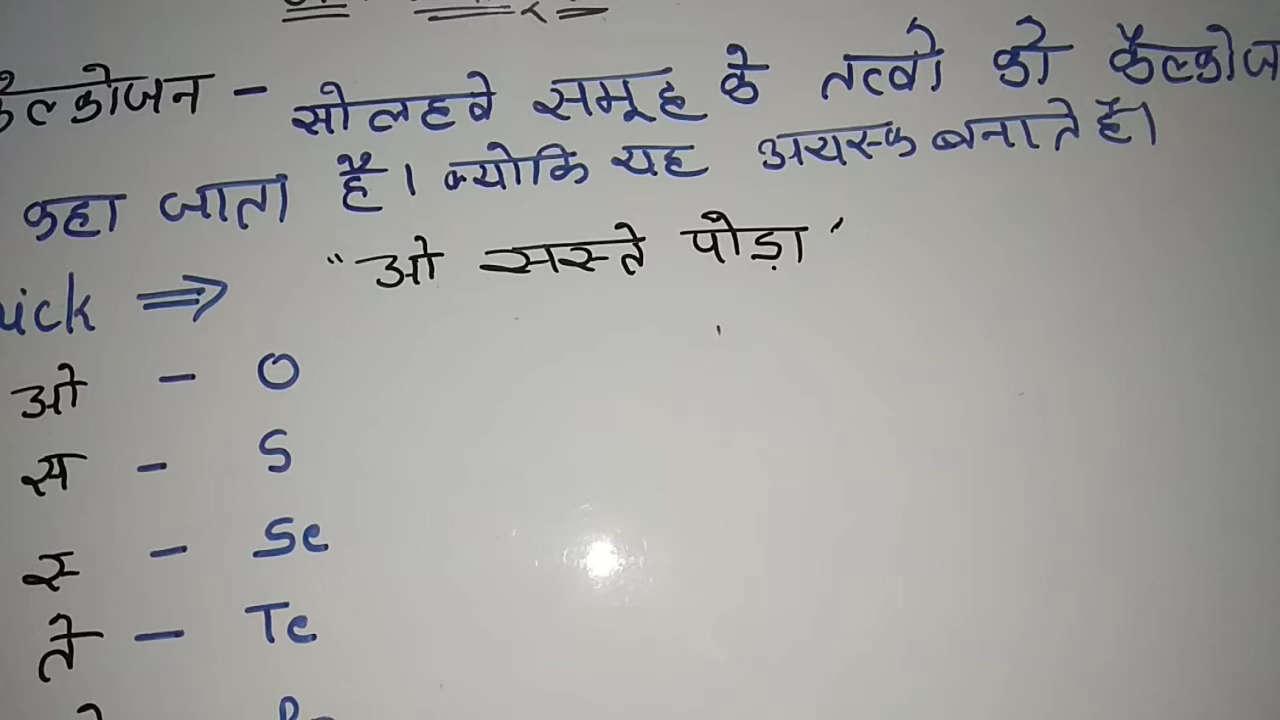 कैल्कोजन - सोलहवे समूह के तत्वो को कैल्कोज
कहा जाता है। क्योकि यह अयस्क बनाते है।
"ओ सस्ते पोड़ा'
uick ⇒
ओ - O
स - S
स् - Se
ते - Te